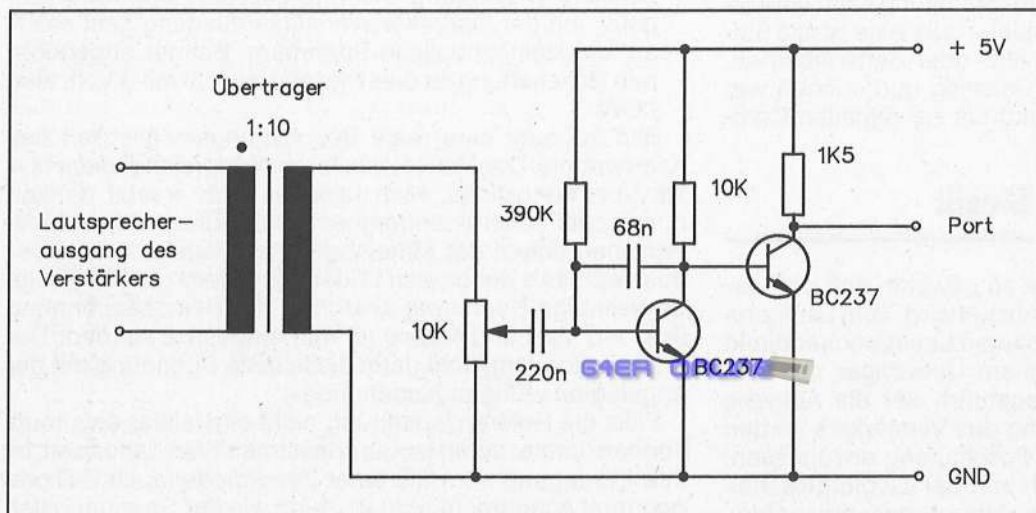 + 5V
Übertrager
1:10
1K5
390K
10K
68n
Port
Lautsprecher–
ausgang des
Verstärkers
BC237
10K
220n
64ER ONLINE
BC237
GND